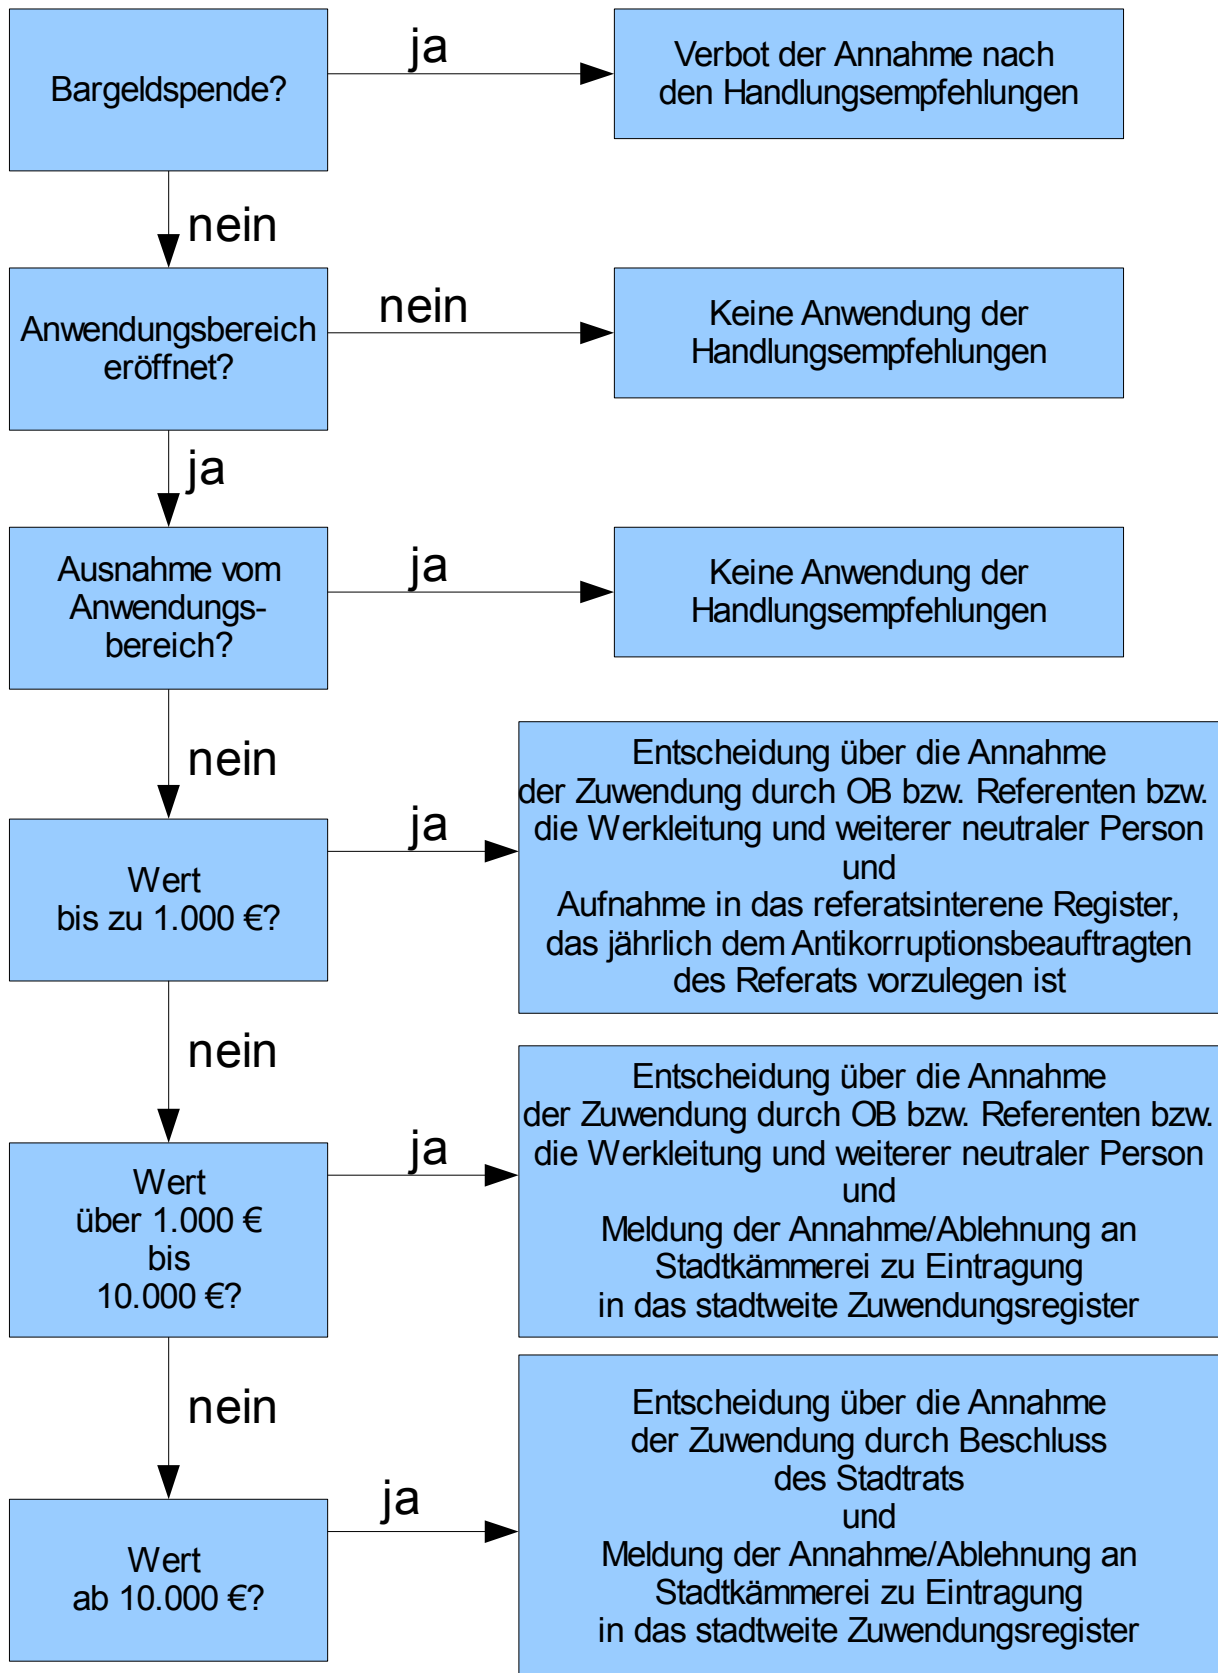 Bargeldspende?
ja
Verbot der Annahme nach
den Handlungsempfehlungen
nein
Anwendungsbereich
eröffnet?
nein
Keine Anwendung der
Handlungsempfehlungen
ja
Ausnahme vom
Anwendungs-
bereich?
ja
Keine Anwendung der
Handlungsempfehlungen
nein
Wert
bis zu 1.000 €?
ja
Entscheidung über die Annahme
der Zuwendung durch OB bzw. Referenten bzw.
die Werkleitung und weiterer neutraler Person
und
Aufnahme in das referatsinterene Register,
das jährlich dem Antikorruptionsbeauftragten
des Referats vorzulegen ist
nein
Wert
über 1.000 €
bis
10.000 €?
ja
Entscheidung über die Annahme
der Zuwendung durch OB bzw. Referenten bzw.
die Werkleitung und weiterer neutraler Person
und
Meldung der Annahme/Ablehnung an
Stadtkämmerei zu Eintragung
in das stadtweite Zuwendungsregister
nein
Wert
ab 10.000 €?
ja
Entscheidung über die Annahme
der Zuwendung durch Beschluss
des Stadtrats
und
Meldung der Annahme/Ablehnung an
Stadtkämmerei zu Eintragung
in das stadtweite Zuwendungsregister